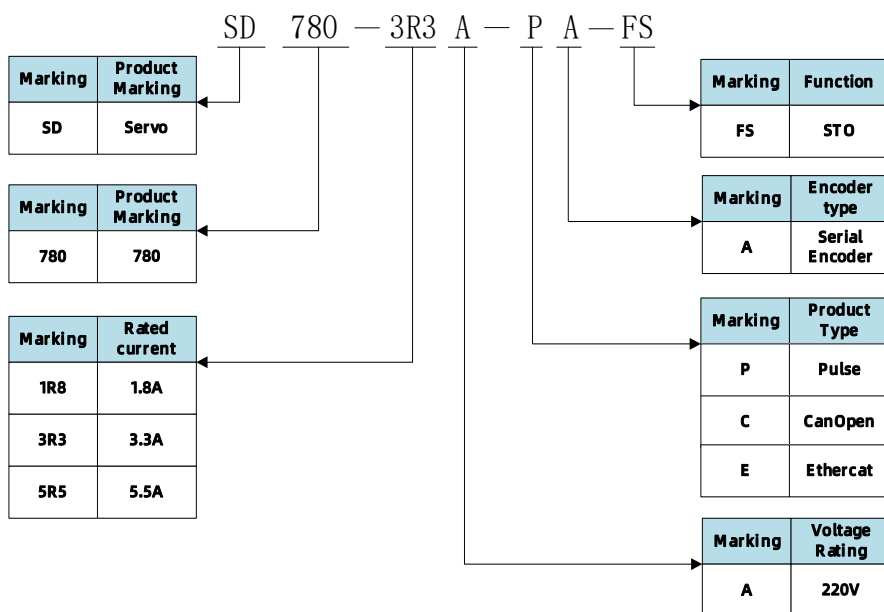 SD 780 — 3R3 A — P A — FS
Marking Product Marking
SD Servo
Marking Product Marking
780 780
Marking Rated current
1R8 1.8A
3R3 3.3A
5R5 5.5A
Marking Function
FS STO
Marking Encoder type
A Serial Encoder
Marking Product Type
P Pulse
C CanOpen
E Ethercat
Marking Voltage Rating
A 220V